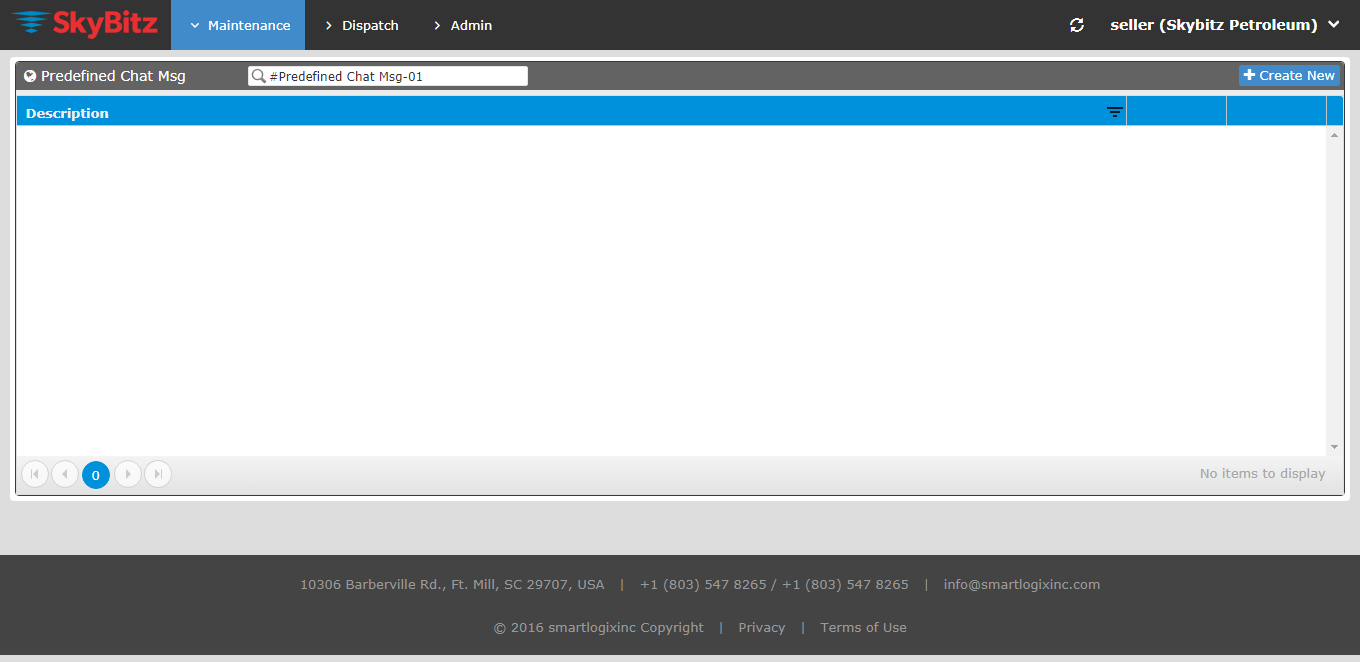 SkyBitz Maintenance Dispatch Admin seller (Skybitz Petroleum)
Predefined Chat Msg #Predefined Chat Msg-01 Create New
Description
0 No items to display
10306 Barberville Rd., Ft. Mill, SC 29707, USA | +1 (803) 547 8265 / +1 (803) 547 8265 | info@smartlogixinc.com
© 2016 smartlogixinc Copyright | Privacy | Terms of Use